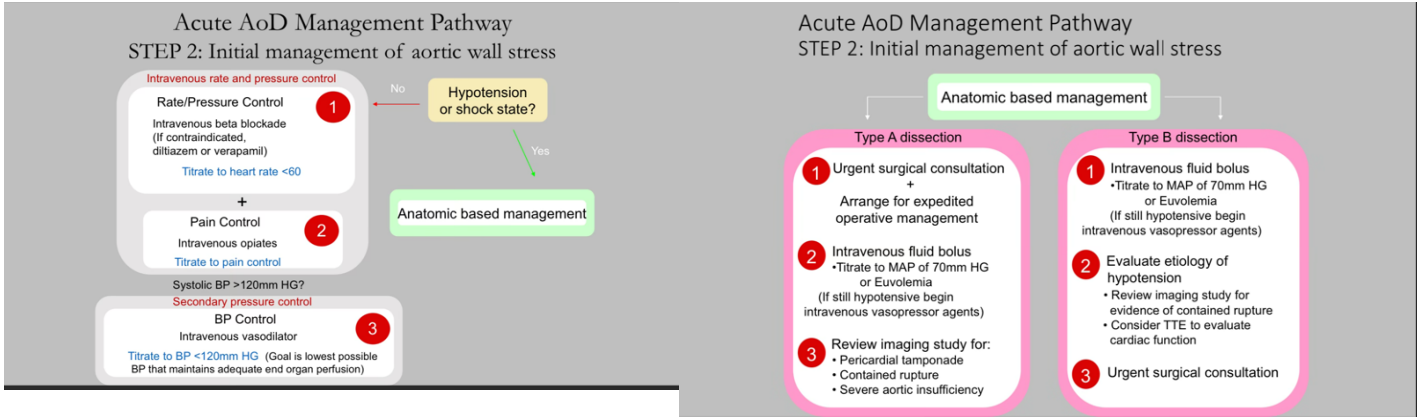 Acute AoD Management Pathway
STEP 2: Initial management of aortic wall stress
Intravenous rate and pressure control
Rate/Pressure Control
1
Intravenous beta blockade
(If contraindicated,
diltiazem or verapamil)
Titrate to heart rate <60
+
Pain Control
2
Intravenous opiates
Titrate to pain control
No
Hypotension
or shock state?
Yes
Anatomic based management
Systolic BP >120mm HG?
Secondary pressure control
BP Control
3
Intravenous vasodilator
Titrate to BP <120mm HG (Goal is lowest possible
BP that maintains adequate end organ perfusion)
Acute AoD Management Pathway
STEP 2: Initial management of aortic wall stress
Anatomic based management
Type A dissection
1
Urgent surgical consultation
+
Arrange for expedited
operative management
2
Intravenous fluid bolus
•Titrate to MAP of 70mm HG
or Euvolemia
(If still hypotensive begin
intravenous vasopressor agents)
3
Review imaging study for:
• Pericardial tamponade
• Contained rupture
• Severe aortic insufficiency
Type B dissection
1
Intravenous fluid bolus
•Titrate to MAP of 70mm HG
or Euvolemia
(If still hypotensive begin
intravenous vasopressor agents)
2
Evaluate etiology of
hypotension
• Review imaging study for
evidence of contained rupture
• Consider TTE to evaluate
cardiac function
3
Urgent surgical consultation